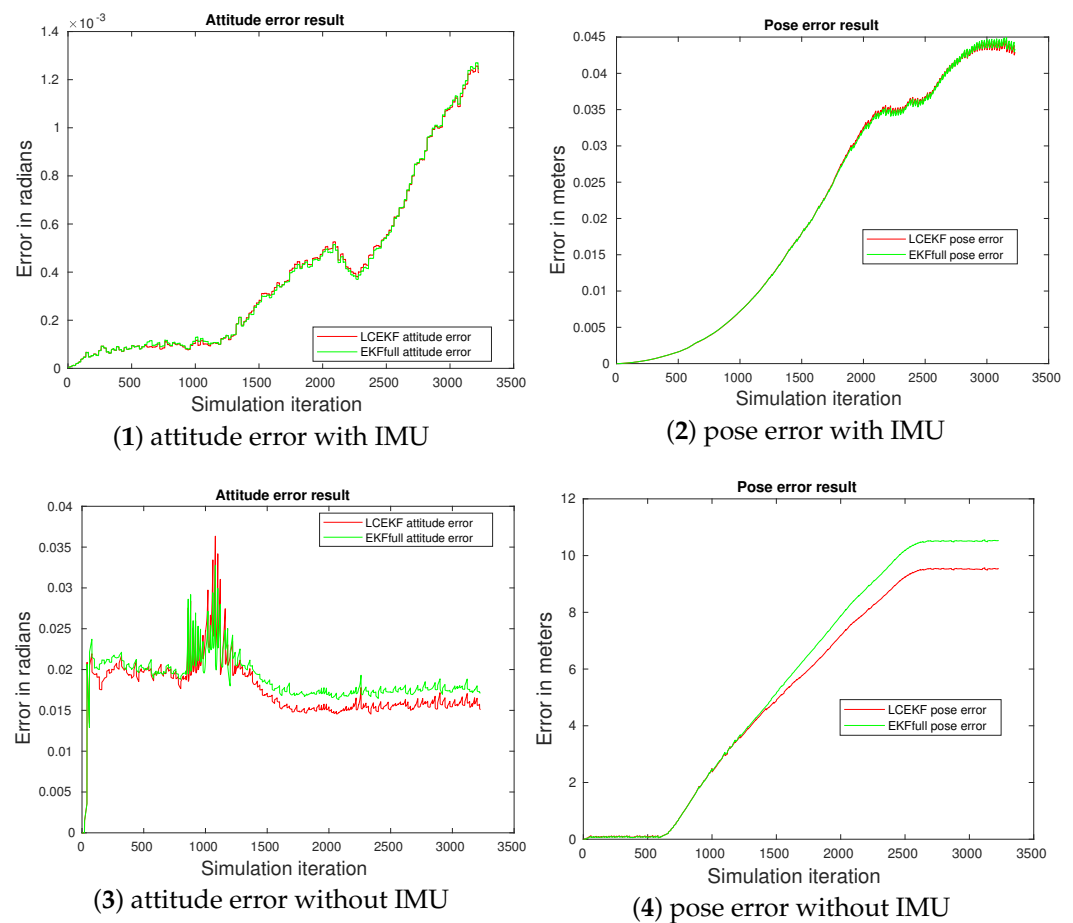 Attitude error result
×10⁻³
1.4
1.2
1
0.8
0.6
0.4
0.2
0
0 500 1000 1500 2000 2500 3000 3500
Error in radians
Simulation iteration
LCEKF attitude error
EKFfull attitude error
(1) attitude error with IMU
Pose error result
0.045
0.04
0.035
0.03
0.025
0.02
0.015
0.01
0.005
0
0 500 1000 1500 2000 2500 3000 3500
Error in meters
Simulation iteration
LCEKF pose error
EKFfull pose error
(2) pose error with IMU
Attitude error result
0.04
0.035
0.03
0.025
0.02
0.015
0.01
0.005
0
0 500 1000 1500 2000 2500 3000 3500
Error in radians
Simulation iteration
LCEKF attitude error
EKFfull attitude error
(3) attitude error without IMU
Pose error result
12
10
8
6
4
2
0
0 500 1000 1500 2000 2500 3000 3500
Error in meters
Simulation iteration
LCEKF pose error
EKFfull pose error
(4) pose error without IMU